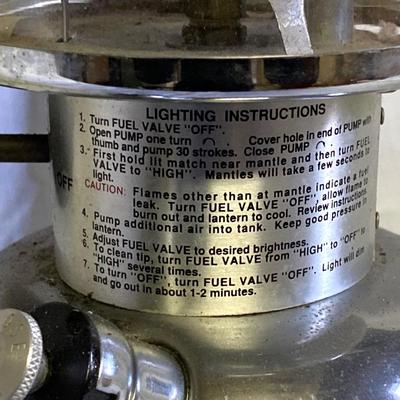 LIGHTING INSTRUCTIONS
1. Turn FUEL VALVE "OFF".
2. Open PUMP one turn ⌒. Cover hole in end of PUMP with
thumb and pump 30 strokes. Close PUMP ⌒.
3. First hold lit match near mantle and then turn FUEL
VALVE to "HIGH". Mantles will take a few seconds to
light.
OFF
CAUTION: Flames other than at mantle indicate a fuel
leak. Turn FUEL VALVE "OFF", allow flame to
burn out and lantern to cool. Review instructions.
4. Pump additional air into tank. Keep good pressure in
lantern.
5. Adjust FUEL VALVE to desired brightness.
6. To clean tip, turn FUEL VALVE from "HIGH" to "OFF" to
"HIGH" several times.
7. To turn "OFF", turn FUEL VALVE "OFF". Light will dim
and go out in about 1-2 minutes.